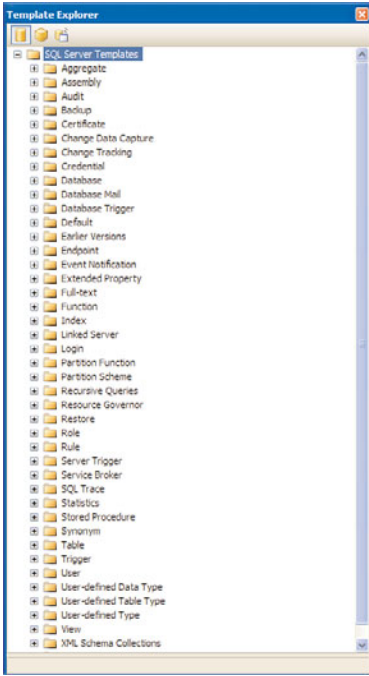 Template Explorer
SQL Server Templates
Aggregate
Assembly
Audit
Backup
Certificate
Change Data Capture
Change Tracking
Credential
Database
Database Mail
Database Trigger
Default
Earlier Versions
Endpoint
Event Notification
Extended Property
Full-text
Function
Index
Linked Server
Login
Partition Function
Partition Scheme
Recursive Queries
Resource Governor
Restore
Role
Rule
Server Trigger
Service Broker
SQL Trace
Statistics
Stored Procedure
Synonym
Table
Trigger
User
User-defined Data Type
User-defined Table Type
User-defined Type
View
XML Schema Collections